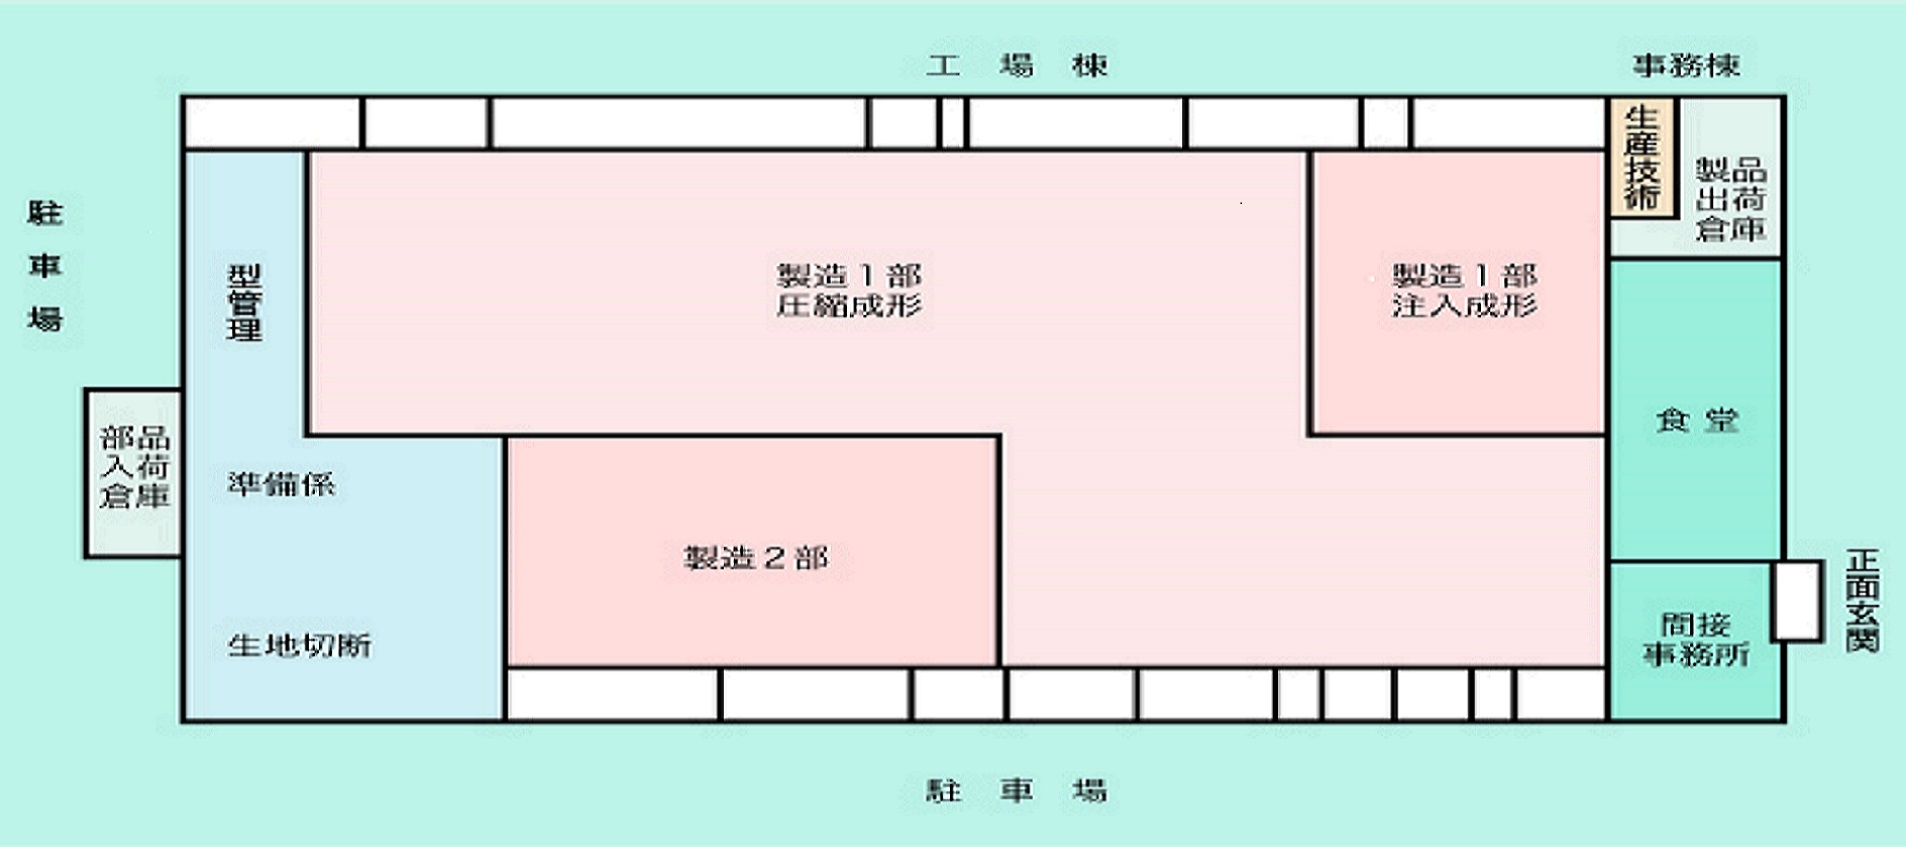 工場棟
事務棟
駐車場
生産技術
製品
出荷
倉庫
型管理
製造1部
圧縮成形
製造1部
注入成形
食堂
部品
入荷
倉庫
準備係
製造2部
生地切断
間接
事務所
正面玄関
駐車場